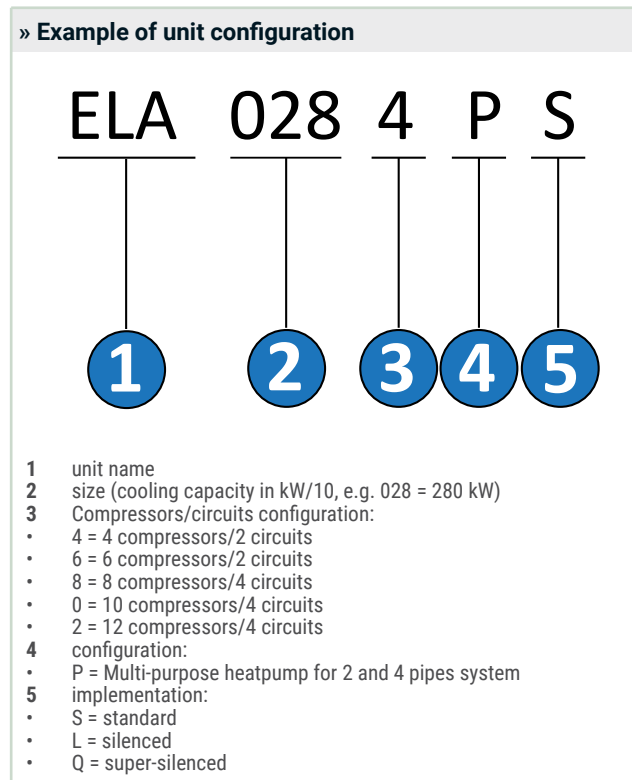 » Example of unit configuration
ELA 028 4 P S
1 2 3 4 5
1 unit name
2 size (cooling capacity in kW/10, e.g. 028 = 280 kW)
3 Compressors/circuits configuration:
• 4 = 4 compressors/2 circuits
• 6 = 6 compressors/2 circuits
• 8 = 8 compressors/4 circuits
• 0 = 10 compressors/4 circuits
• 2 = 12 compressors/4 circuits
4 configuration:
• P = Multi-purpose heatpump for 2 and 4 pipes system
5 implementation:
• S = standard
• L = silenced
• Q = super-silenced